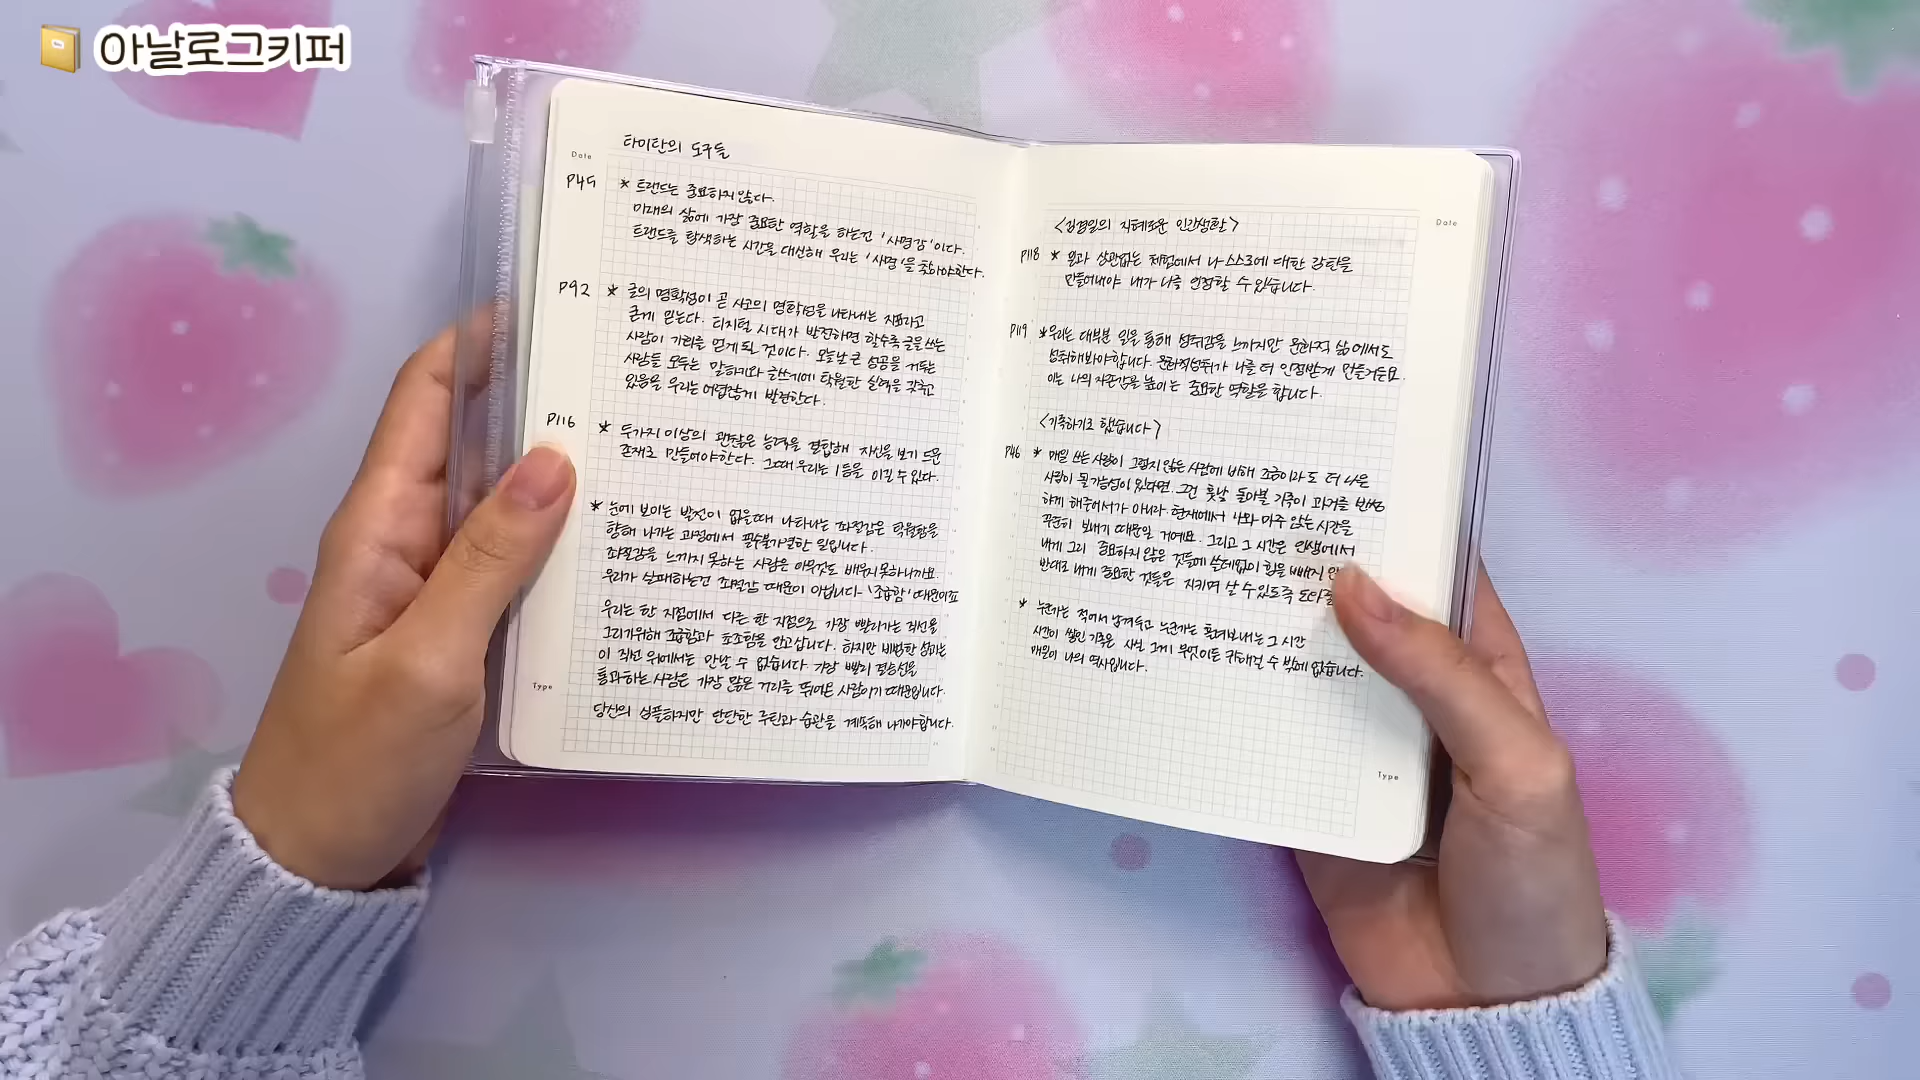 아날로그키퍼
타이탄의 도구들
Date
P45
* 트랜드는 중요하지 않다.
미래의 삶에 가장 중요한 역할을 하는건 '사명감'이다.
트랜드를 탐색하는 시간을 대신해 우리는 '사명'을 찾아야한다.
P92
* 글의 명확성이 곧 사고의 명확성을 나타내는 지표라고
굳게 믿는다. 디지털 시대가 발전하면 할수록 글을 쓰는
사람이 기회를 얻게 될 것이다. 오늘날 큰 성공을 거두는
사람들 모두는 말하기와 글쓰기에 탁월한 실력을 갖추고
있음을 우리는 어렵잖게 발견한다.
P116
* 두가지 이상의 괜찮은 능력을 결합해 자신을 보기 드문
존재로 만들어야한다. 그때 우리는 1등을 이길 수 있다.
* 눈에 보이는 발전이 없을때 나타나는 좌절감은 탁월함을
향해 나가는 과정에서 필수불가결한 일입니다.
좌절감을 느끼지 못하는 사람은 아무것도 배우지 못하니까요.
우리가 실패하는건 좌절감 때문이 아닙니다- '조급함' 때문이죠
우리는 한 지점에서 다른 한 지점으로 가장 빨리가는 직선을
그리기위해 조급함과 초조함을 안고삽니다. 하지만 비범한 성과는
이 직선 위에서는 만날 수 없습니다 가장 빨리 결승선을
통과하는 사람은 가장 많은 거리를 뛰어온 사람이기 때문입니다.
당신의 심플하지만 단단한 루틴과 습관을 계속해 나가야합니다.
Type
Date
<김경일의 지혜로운 인간생활>
P118
* 일과 상관없는 체험에서 나 스스로에 대한 감탄을
만들어내야 내가 나를 인정할 수 있습니다.
P119
* 우리는 대부분 일을 통해 성취감을 느끼지만 문화적 삶에서도
성취해봐야합니다. 문화적성취가 나를 더 인정받게 만들거든요.
이는 나의 자존감을 높이는 중요한 역할을 합니다.
<기록하기로 했습니다>
P46
* 매일 쓰는 사람이 그렇지 않은 사람에 비해 조금이라도 더 나은
사람이 될 가능성이 있다면, 그건 훗날 돌아볼 기록이 과거를 반성
하게 해주어서가 아니라. 현재에서 나와 마주 앉는 시간을
꾸준히 보내기 때문일 거예요. 그리고 그 시간은 인생에서
내게 그리 중요하지 않은 것들에 쓸데없이 힘을 빼지
반대로 내게 중요한 것들은 지키며 살 수 있도록
* 누군가는 적어서 남겨두고 누군가는 흘려보내는 그 시간
시간이 쌓인 기록은 사실 그게 무엇이든 귀해질 수 밖에 없습니다.
매일이 나의 역사입니다.
Type